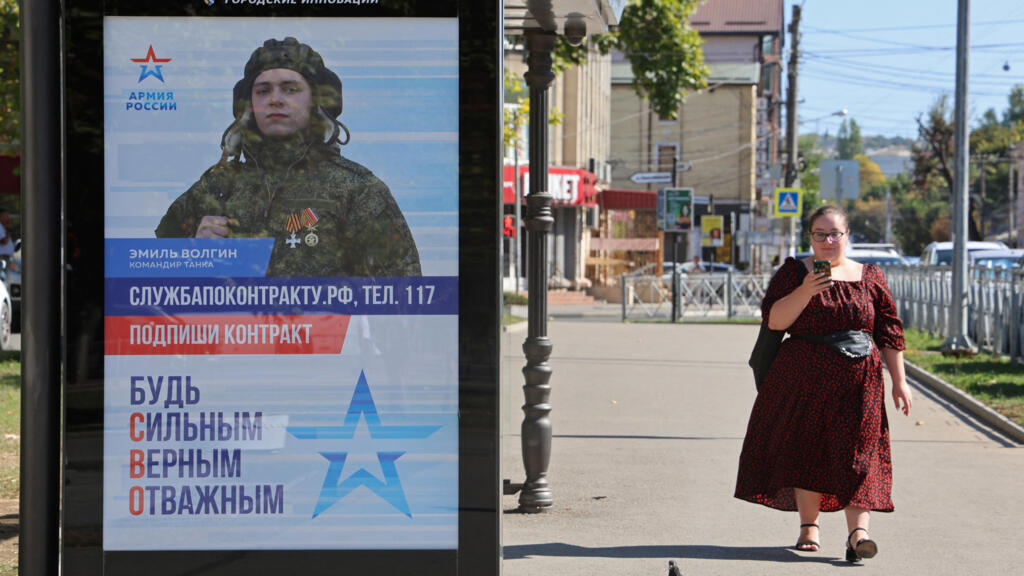 ГОРОДСКИЕ ИННОВАЦИИ
АРМИЯ
РОССИИ
ЭМИЛЬ ВОЛГИН
КОМАНДИР ТАНКА
СЛУЖБАПОКОНТРАКТУ.РФ, ТЕЛ. 117
ПОДПИШИ КОНТРАКТ
БУДЬ
СИЛЬНЫМ
ВЕРНЫМ
ОТВАЖНЫМ